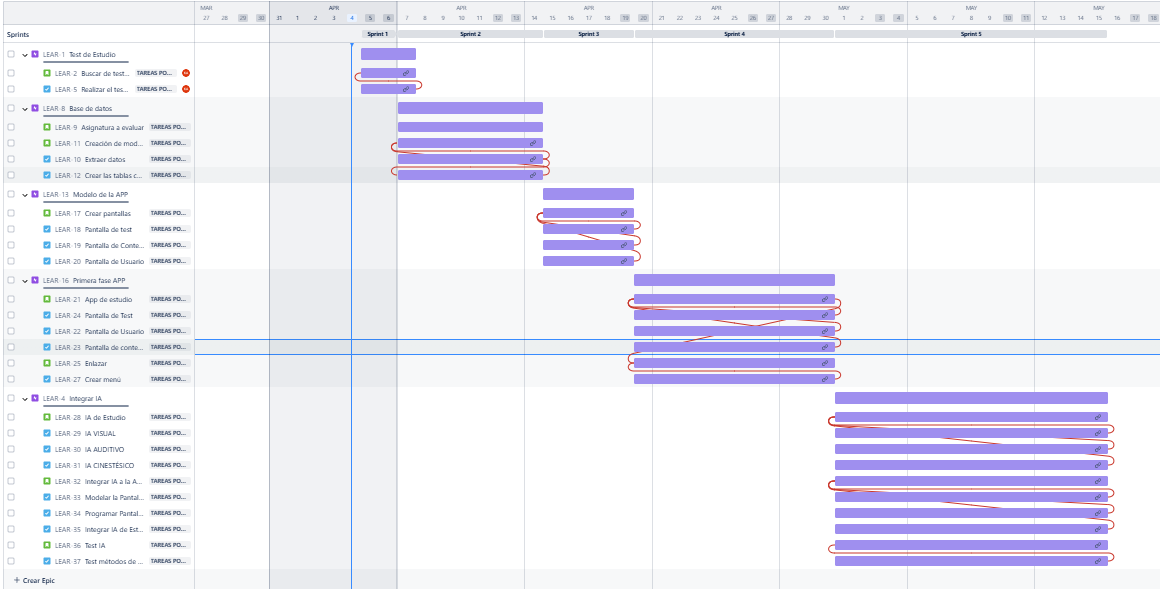 MAR APR APR APR APR APR MAY MAY MAY
27 28 29 30 31 1 2 3 4 5 6 7 8 9 10 11 12 13 14 15 16 17 18 19 20 21 22 23 24 25 26 27 28 29 30 1 2 3 4 5 6 7 8 9 10 11 12 13 14 15 16 17 18
Sprints Sprint 1 Sprint 2 Sprint 3 Sprint 4 Sprint 5
LEAR-1 Test de Estudio
LEAR-2 Buscar de test... TAREAS PO...
LEAR-5 Realizar el tes... TAREAS PO...
LEAR-8 Base de datos
LEAR-9 Asignatura a evaluar TAREAS PO...
LEAR-11 Creación de mod... TAREAS PO...
LEAR-10 Extraer datos TAREAS PO...
LEAR-12 Crear las tablas c... TAREAS PO...
LEAR-13 Modelo de la APP
LEAR-17 Crear pantallas TAREAS PO...
LEAR-18 Pantalla de test TAREAS PO...
LEAR-19 Pantalla de Conte... TAREAS PO...
LEAR-20 Pantalla de Usuario TAREAS PO...
LEAR-16 Primera fase APP
LEAR-21 App de estudio TAREAS PO...
LEAR-24 Pantalla de Test TAREAS PO...
LEAR-22 Pantalla de Usuario TAREAS PO...
LEAR-23 Pantalla de conte... TAREAS PO...
LEAR-25 Enlazar TAREAS PO...
LEAR-27 Crear menú TAREAS PO...
LEAR-4 Integrar IA
LEAR-28 IA de Estudio TAREAS PO...
LEAR-29 IA VISUAL TAREAS PO...
LEAR-30 IA AUDITIVO TAREAS PO...
LEAR-31 IA CINESTÉSICO TAREAS PO...
LEAR-32 Integrar IA a la A... TAREAS PO...
LEAR-33 Modelar la Pantal... TAREAS PO...
LEAR-34 Programar Pantal... TAREAS PO...
LEAR-35 Integrar IA de Est... TAREAS PO...
LEAR-36 Test IA TAREAS PO...
LEAR-37 Test métodos de ... TAREAS PO...
+ Crear Epic